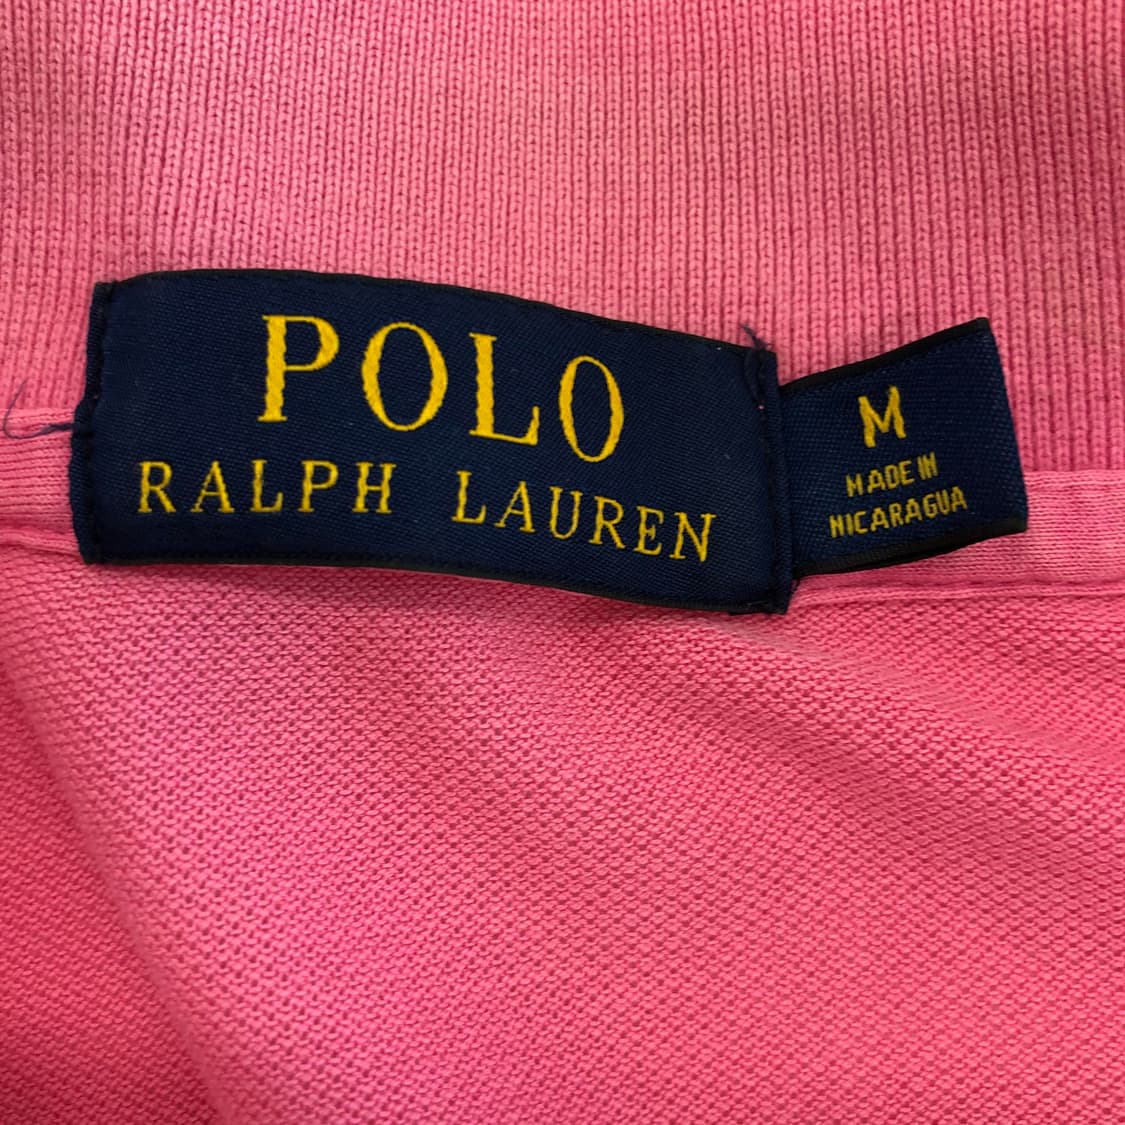 POLO
RALPH LAUREN
M
MADE IN
NICARAGUA